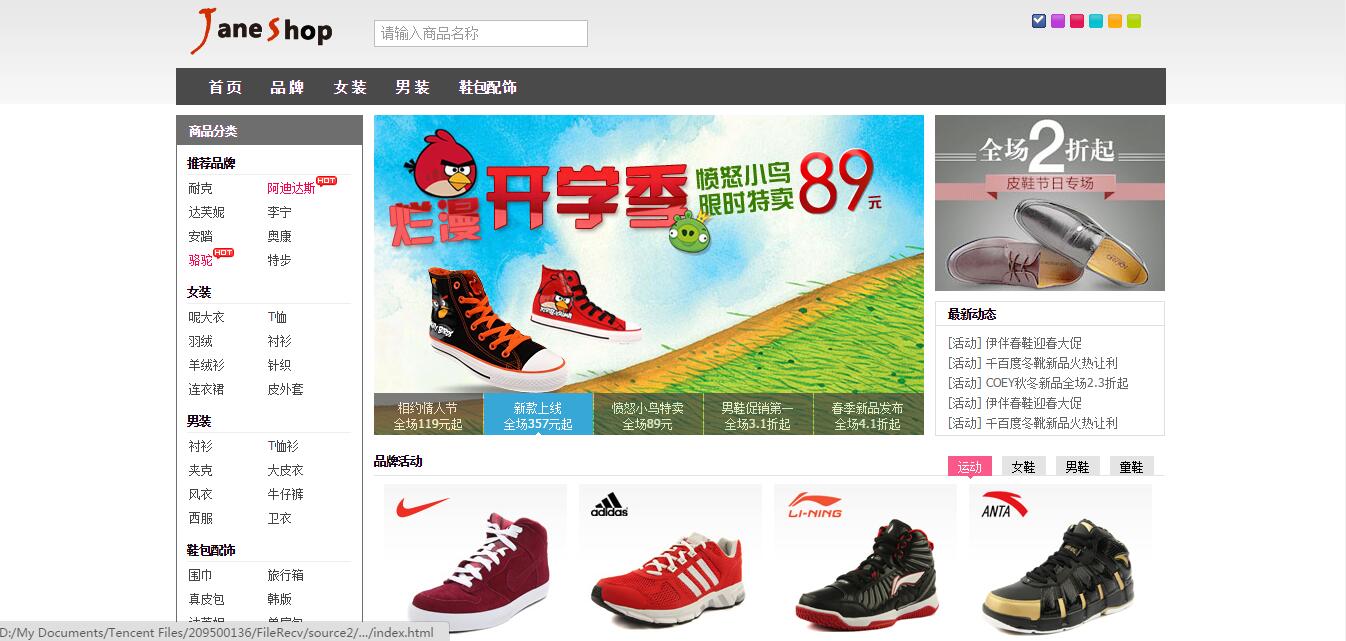 Jane Shop
请输入商品名称
首页 品牌 女装 男装 鞋包配饰
商品分类
推荐品牌
耐克 阿迪达斯 HOT
达芙妮 李宁
安踏 奥康
骆驼 HOT 特步
女装
呢大衣 T恤
羽绒 衬衫
羊绒衫 针织
连衣裙 皮外套
男装
衬衫 T恤衫
夹克 大皮衣
风衣 牛仔裤
西服 卫衣
鞋包配饰
围巾 旅行箱
真皮包 韩版
烂漫 开学季 愤怒小鸟 限时特卖 89元
相约情人节
全场119元起
新款上线
全场357元起
愤怒小鸟特卖
全场89元
男鞋促销第一
全场3.1折起
春季新品发布
全场4.1折起
全场2折起
皮鞋节日专场
最新动态
[活动] 伊伴春鞋迎春大促
[活动] 千百度冬靴新品火热让利
[活动] COEY秋冬新品全场2.3折起
[活动] 伊伴春鞋迎春大促
[活动] 千百度冬靴新品火热让利
品牌活动
运动 女鞋 男鞋 童鞋
adidas
LI-NING
ANTA
D:/My Documents/Tencent Files/209500136/FileRecv/source2/.../index.html